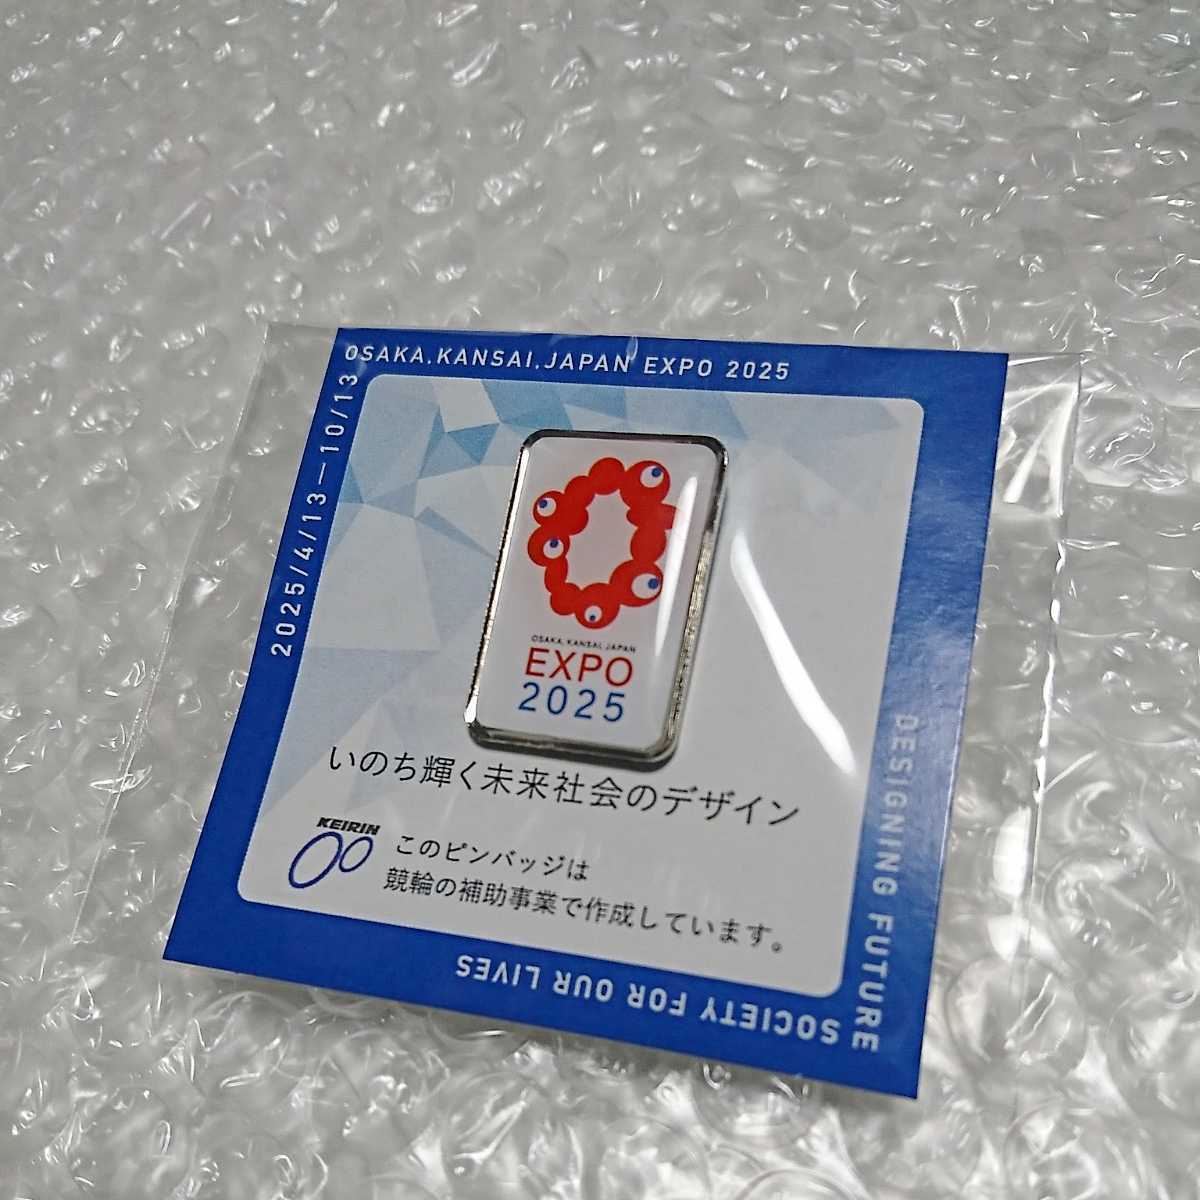 OSAKA.KANSAI.JAPAN EXPO 2025
2025/4/13—10/13
OSAKA, KANSAI, JAPAN
EXPO
2025
いのち輝く未来社会のデザイン
KEIRIN
このピンバッジは
競輪の補助事業で作成しています。
DESIGNING FUTURE
SOCIETY FOR OUR LIVES